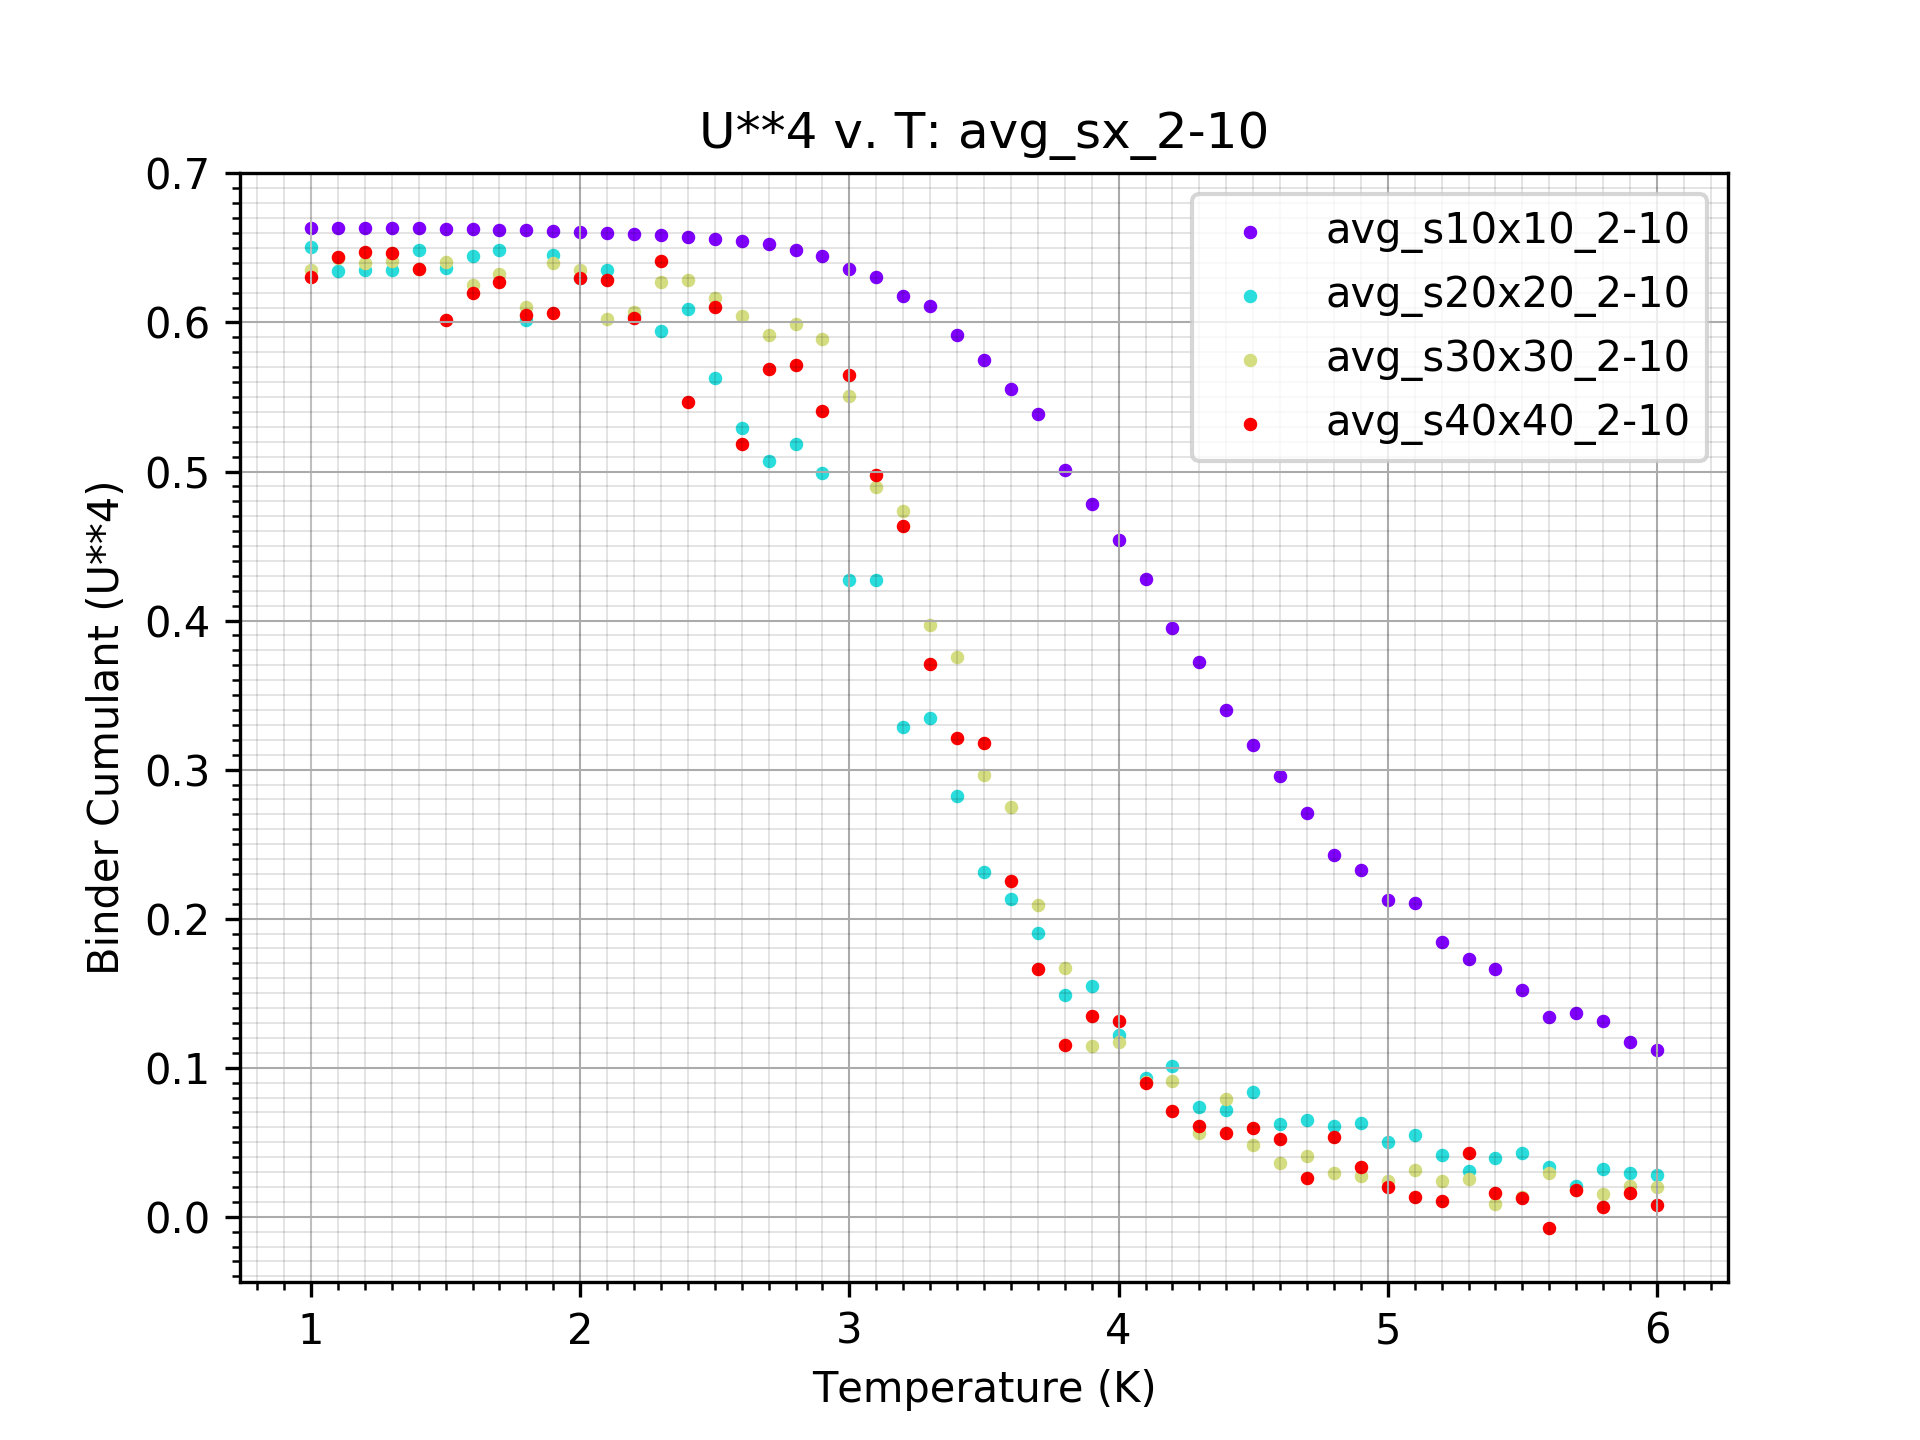 U**4 v. T: avg_sx_2-10
0.7
0.6
0.5
0.4
0.3
0.2
0.1
0.0
Binder Cumulant (U**4)
avg_s10x10_2-10
avg_s20x20_2-10
avg_s30x30_2-10
avg_s40x40_2-10
1 2 3 4 5 6
Temperature (K)